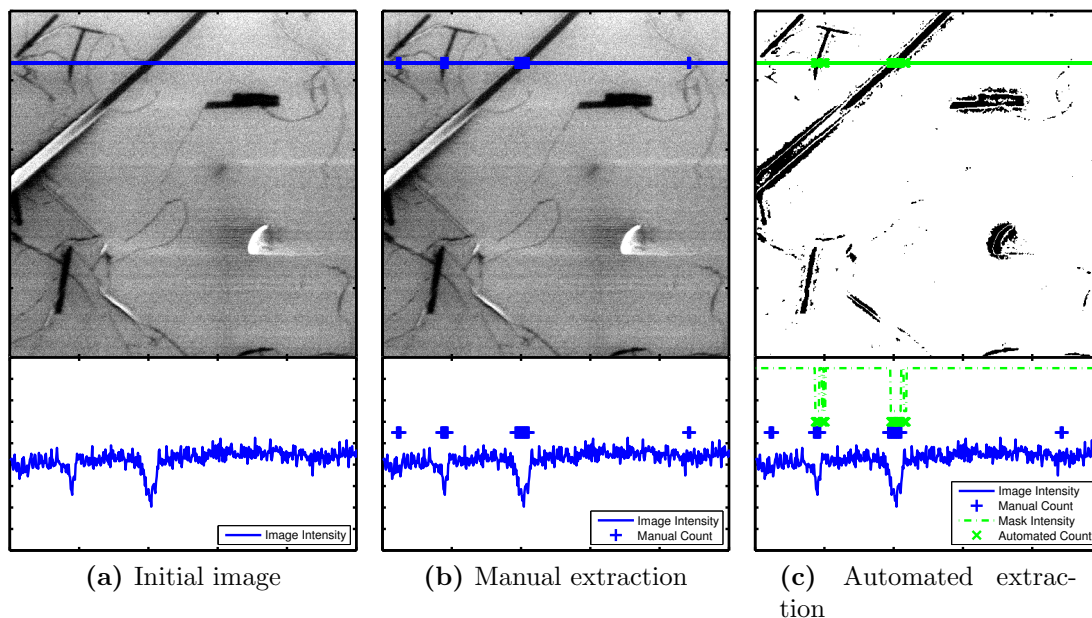 Image Intensity
Image Intensity
Manual Count
Image Intensity
Manual Count
Mask Intensity
Automated Count
(a) Initial image
(b) Manual extraction
(c) Automated extrac-
tion